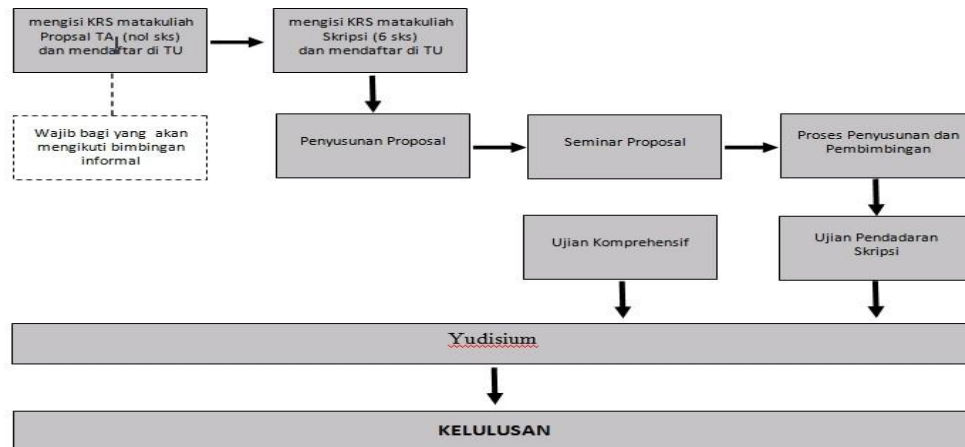 mengisi KRS matakuliah
Propsal TA (nol sks)
dan mendaftar di TU
mengisi KRS matakuliah
Skripsi (6 sks)
dan mendaftar di TU
Wajib bagi yang akan
mengikuti bimbingan
informal
Penyusunan Proposal
Seminar Proposal
Proses Penyusunan dan
Pembimbingan
Ujian Komprehensif
Ujian Pendadaran
Skripsi
Yudisium
KELULUSAN